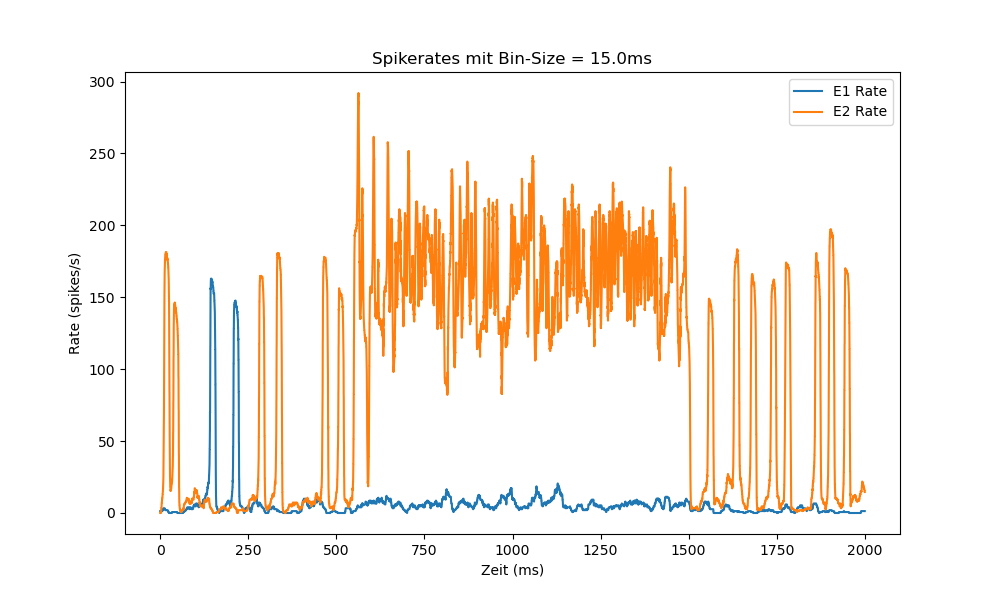 Spikerates mit Bin-Size = 15.0ms
E1 Rate
E2 Rate
300
250
200
150
100
50
0
Rate (spikes/s)
0 250 500 750 1000 1250 1500 1750 2000
Zeit (ms)